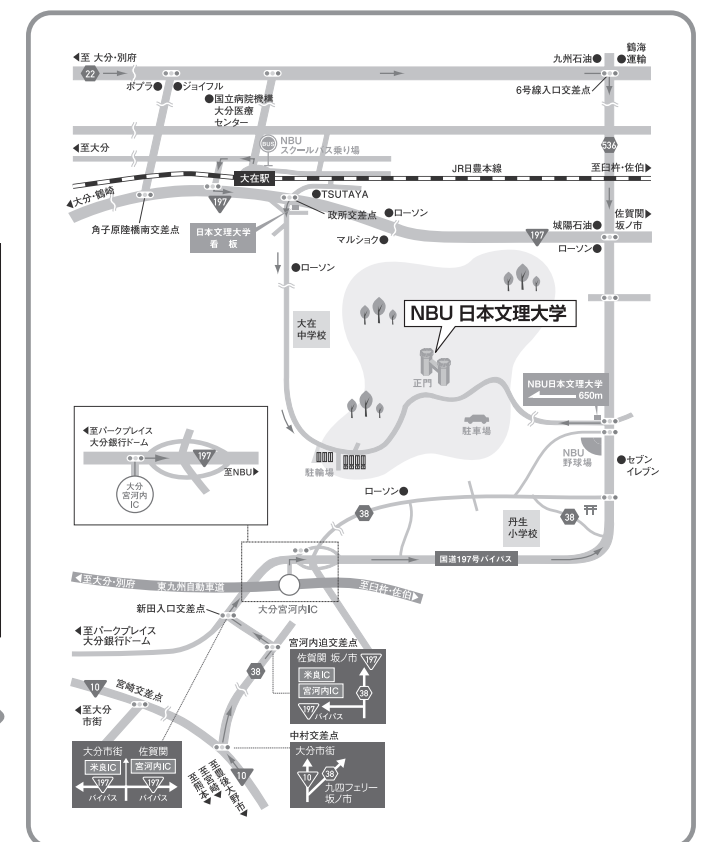 ◀至 大分・別府
22
ポプラ●
●ジョイフル
●国立病院機構
大分医療
センター
九州石油●
鶴海
●運輸
6号線入口交差点
536
◀至大分
BUS
NBU
スクールバス乗り場
JR日豊本線
至臼杵・佐伯▶
大在駅
◀大分・鶴崎
197
●TSUTAYA
政所交差点
●ローソン
角子原陸橋南交差点
日本文理大学
看 板
マルショク●
197
城陽石油●
佐賀関▶
坂ノ市
ローソン●
●ローソン
大在
中学校
NBU 日本文理大学
正門
NBU日本文理大学
650m
駐車場
駐輪場
NBU
野球場
●セブン
イレブン
◀至パークプレイス
大分銀行ドーム
197
至NBU▶
大分
宮河内
IC
ローソン●
38
丹生
小学校
38
国道197号バイパス
◀至大分・別府
東九州自動車道
至臼杵・佐伯▶
大分宮河内IC
新田入口交差点
◀至パークプレイス
大分銀行ドーム
38
宮河内迫交差点
佐賀関 坂ノ市
197
米良IC
宮河内IC
38
197
バイパス
10
宮崎交差点
◀至大分
市街
中村交差点
大分市街
10
38
九四フェリー
坂ノ市
大分市街
佐賀関
米良IC
宮河内IC
197
197
バイパス
バイパス
至熊本▶
至宮崎▶
至豊後大野市▶
10